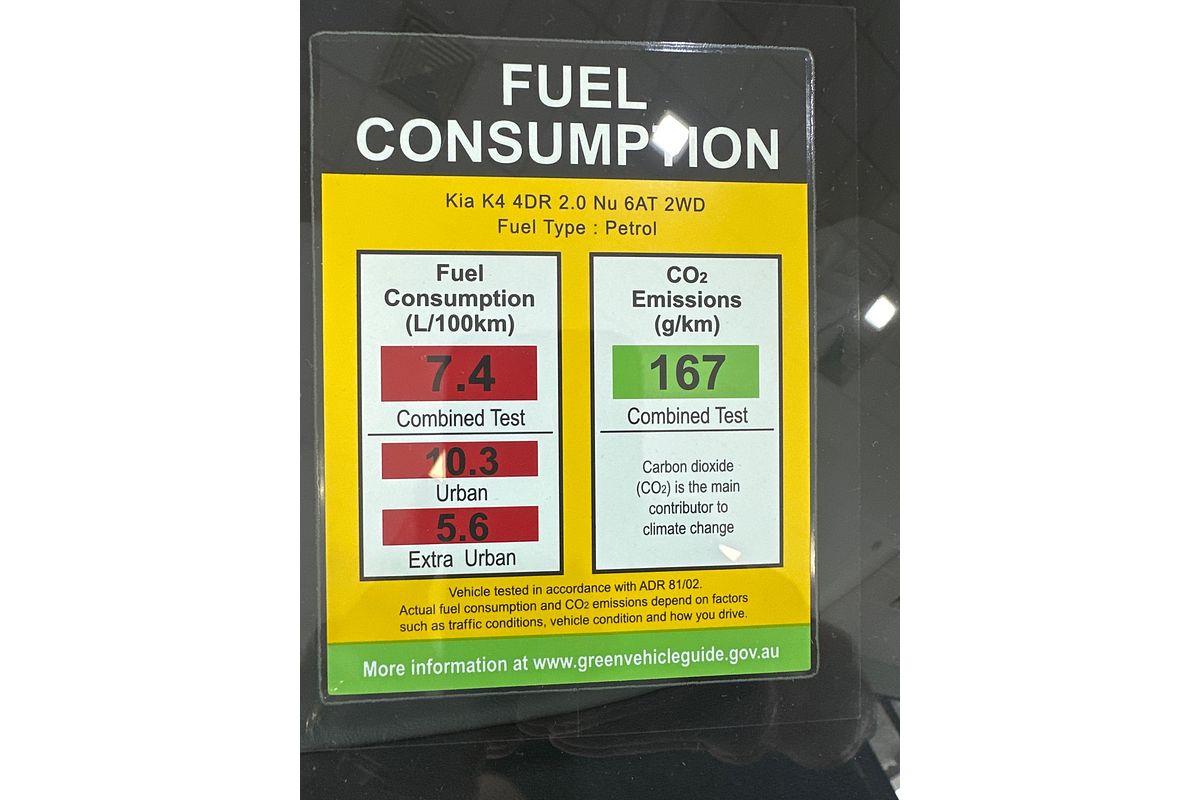 FUEL
CONSUMPTION
Kia K4 4DR 2.0 Nu 6AT 2WD
Fuel Type : Petrol
Fuel
Consumption
(L/100km)
7.4
Combined Test
10.3
Urban
5.6
Extra Urban
CO₂
Emissions
(g/km)
167
Combined Test
Carbon dioxide
(CO₂) is the main
contributor to
climate change
Vehicle tested in accordance with ADR 81/02.
Actual fuel consumption and CO₂ emissions depend on factors
such as traffic conditions, vehicle condition and how you drive.
More information at www.greenvehicleguide.gov.au